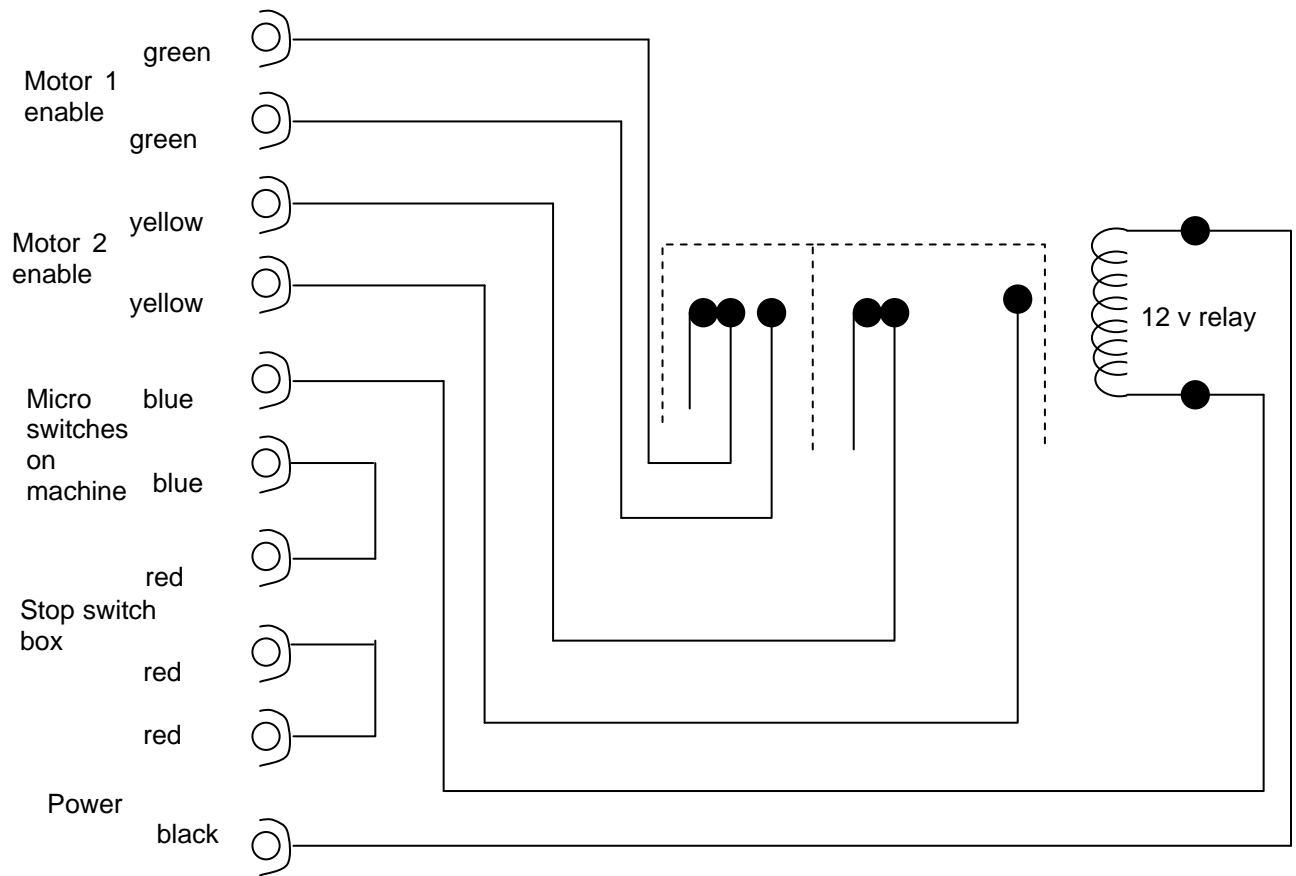 green
Motor 1
enable
green
yellow
Motor 2
enable
yellow
12 v relay
Micro
switches
on
machine
blue
blue
red
Stop switch
box
red
red
Power
black